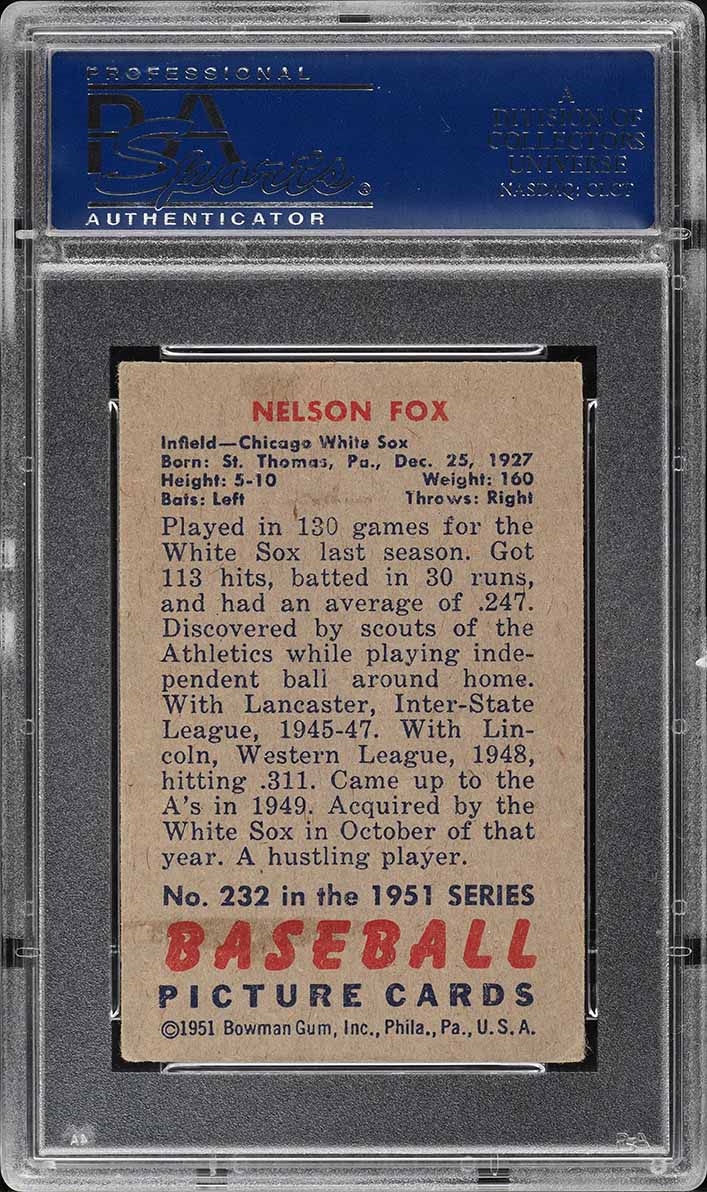 PROFESSIONAL
PSA
Sports®
AUTHENTICATOR
A
DIVISION OF
COLLECTORS
UNIVERSE
NASDAQ: CLCT
NELSON FOX
Infield—Chicago White Sox
Born: St. Thomas, Pa., Dec. 25, 1927
Height: 5-10 Weight: 160
Bats: Left Throws: Right
Played in 130 games for the
White Sox last season. Got
113 hits, batted in 30 runs,
and had an average of .247.
Discovered by scouts of the
Athletics while playing inde-
pendent ball around home.
With Lancaster, Inter-State
League, 1945-47. With Lin-
coln, Western League, 1948,
hitting .311. Came up to the
A's in 1949. Acquired by the
White Sox in October of that
year. A hustling player.
No. 232 in the 1951 SERIES
BASEBALL
PICTURE CARDS
©1951 Bowman Gum, Inc., Phila., Pa., U.S.A.
PSA